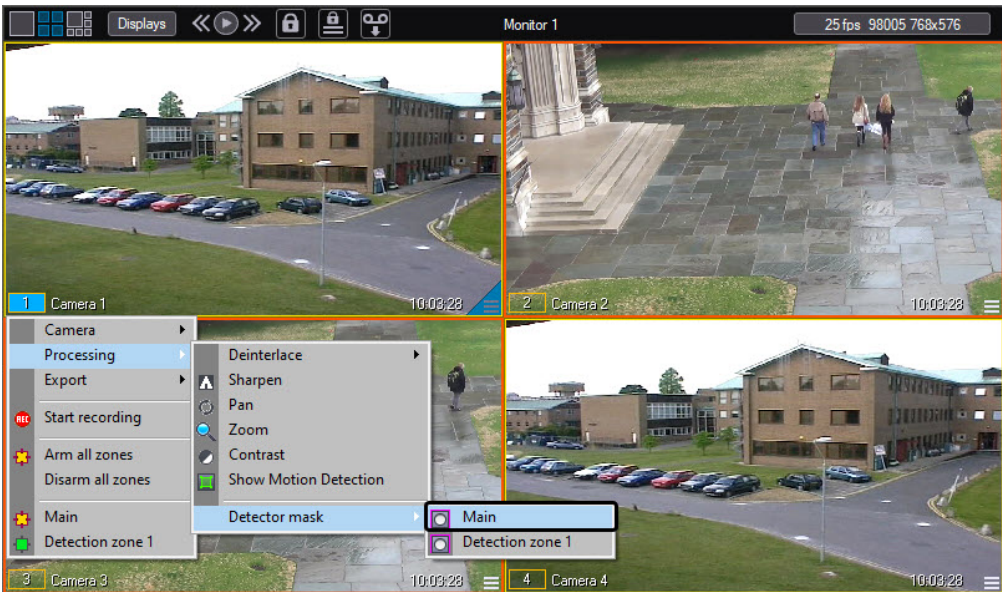 Displays
Monitor 1
25 fps 98005 768x576
1 Camera 1 10:03:28
2 Camera 2 10:03:28
Camera
Processing
Export
REC Start recording
Arm all zones
Disarm all zones
Main
Detection zone 1
Deinterlace
Sharpen
Pan
Zoom
Contrast
Show Motion Detection
Detector mask
Main
Detection zone 1
3 Camera 3 10:03:28
4 Camera 4 10:03:28